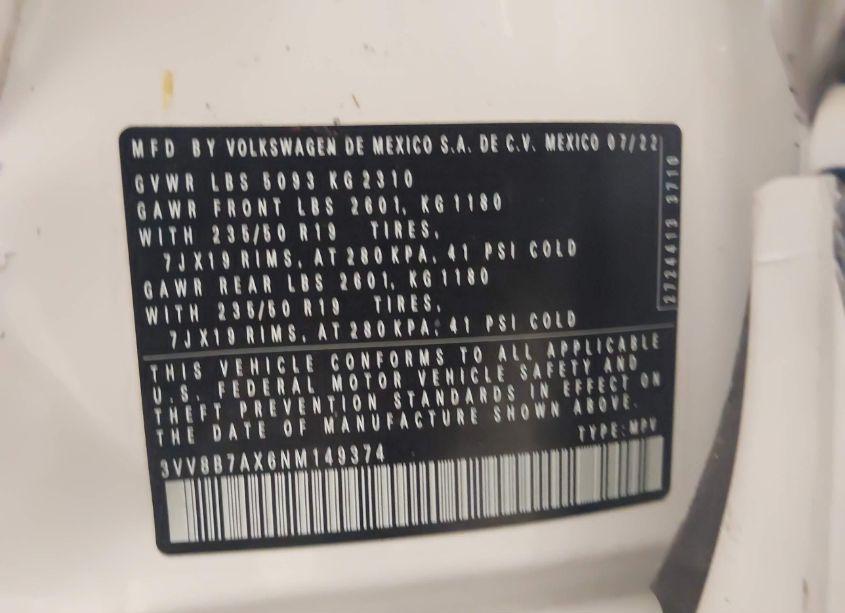 MFD BY VOLKSWAGEN DE MEXICO S.A. DE C.V. MEXICO 07/22
GVWR LBS 5093 KG 2310
GAWR FRONT LBS 2601, KG 1180
WITH 235/50 R19 TIRES,
7JX19 RIMS, AT 280 KPA, 41 PSI COLD
GAWR REAR LBS 2601, KG 1180
WITH 235/50 R19 TIRES,
7JX19 RIMS, AT 280 KPA, 41 PSI COLD
2724413 3710
THIS VEHICLE CONFORMS TO ALL APPLICABLE
U.S. FEDERAL MOTOR VEHICLE SAFETY AND
THEFT PREVENTION STANDARDS IN EFFECT ON
THE DATE OF MANUFACTURE SHOWN ABOVE.
TYPE: MPV
3VV8B7AX6NM149374